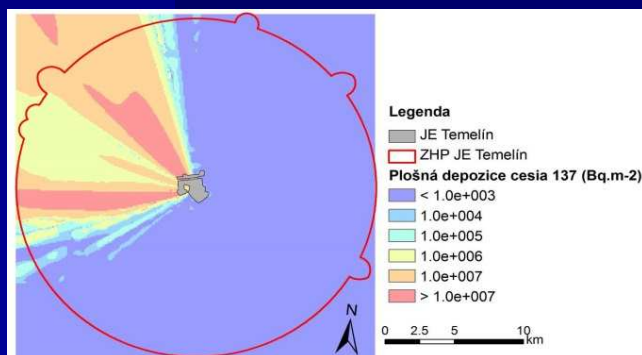 Legenda
JE Temelín
ZHP JE Temelín
Plošná depozice cesia 137 (Bq.m-2)
< 1.0e+003
1.0e+004
1.0e+005
1.0e+006
1.0e+007
> 1.0e+007
N
0 2.5 5 10
km